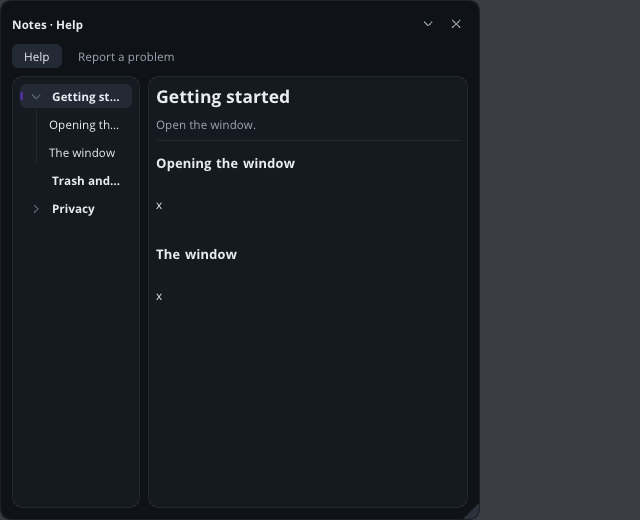 Notes · Help
Help
Report a problem
Getting st...
Opening th...
The window
Trash and...
Privacy
Getting started
Open the window.
Opening the window
x
The window
x